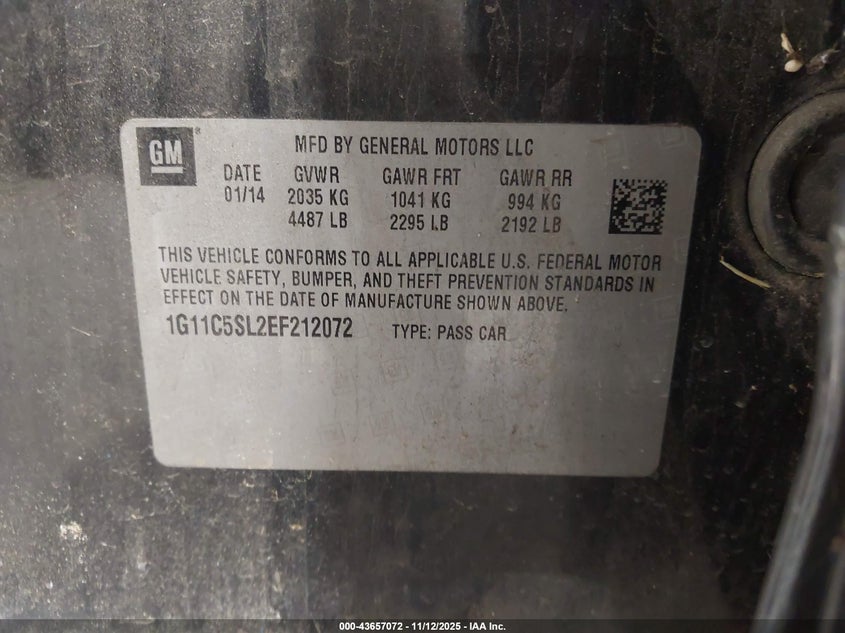 GM
®
MFD BY GENERAL MOTORS LLC
DATE GVWR GAWR FRT GAWR RR
01/14 2035 KG 1041 KG 994 KG
4487 LB 2295 LB 2192 LB
THIS VEHICLE CONFORMS TO ALL APPLICABLE U.S. FEDERAL MOTOR
VEHICLE SAFETY, BUMPER, AND THEFT PREVENTION STANDARDS IN
EFFECT ON THE DATE OF MANUFACTURE SHOWN ABOVE.
1G11C5SL2EF212072 TYPE: PASS CAR
000-43657072 - 11/12/2025 - IAA Inc.